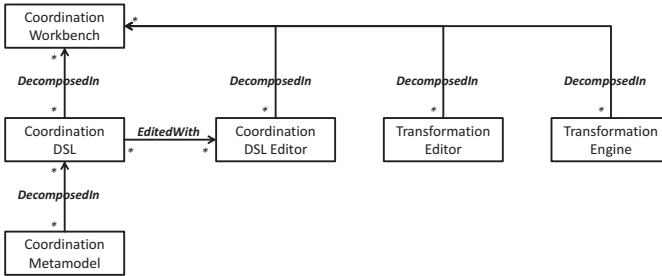 Coordination
Workbench
*
*
DecomposedIn
DecomposedIn
DecomposedIn
DecomposedIn
*
*
*
*
Coordination
DSL
EditedWith
*
*
Coordination
DSL Editor
Transformation
Editor
Transformation
Engine
*
DecomposedIn
*
Coordination
Metamodel